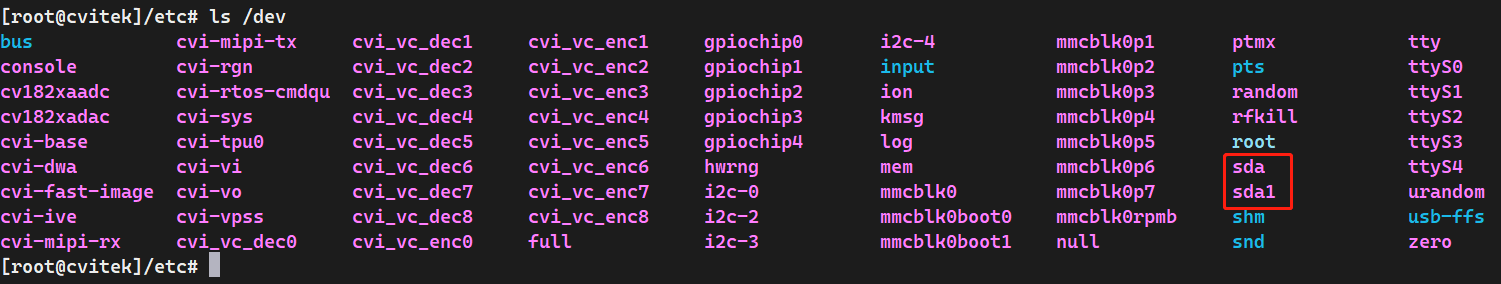 [root@cvitek]/etc# ls /dev
bus cvi-mipi-tx cvi_vc_dec1 cvi_vc_enc1 gpiochip0 i2c-4 mmcblk0p1 ptmx tty
console cvi-rgn cvi_vc_dec2 cvi_vc_enc2 gpiochip1 input mmcblk0p2 pts ttyS0
cv182xaadc cvi-rtos-cmdqu cvi_vc_dec3 cvi_vc_enc3 gpiochip2 ion mmcblk0p3 random ttyS1
cv182xadac cvi-sys cvi_vc_dec4 cvi_vc_enc4 gpiochip3 kmsg mmcblk0p4 rfkill ttyS2
cvi-base cvi-tpu0 cvi_vc_dec5 cvi_vc_enc5 gpiochip4 log mmcblk0p5 root ttyS3
cvi-dwa cvi-vi cvi_vc_dec6 cvi_vc_enc6 hwrng mem mmcblk0p6 sda ttyS4
cvi-fast-image cvi-vo cvi_vc_dec7 cvi_vc_enc7 i2c-0 mmcblk0 mmcblk0p7 sda1 urandom
cvi-ive cvi-vpss cvi_vc_dec8 cvi_vc_enc8 i2c-2 mmcblk0boot0 mmcblk0rpmb shm usb-ffs
cvi-mipi-rx cvi_vc_dec0 cvi_vc_enc0 full i2c-3 mmcblk0boot1 null snd zero
[root@cvitek]/etc#